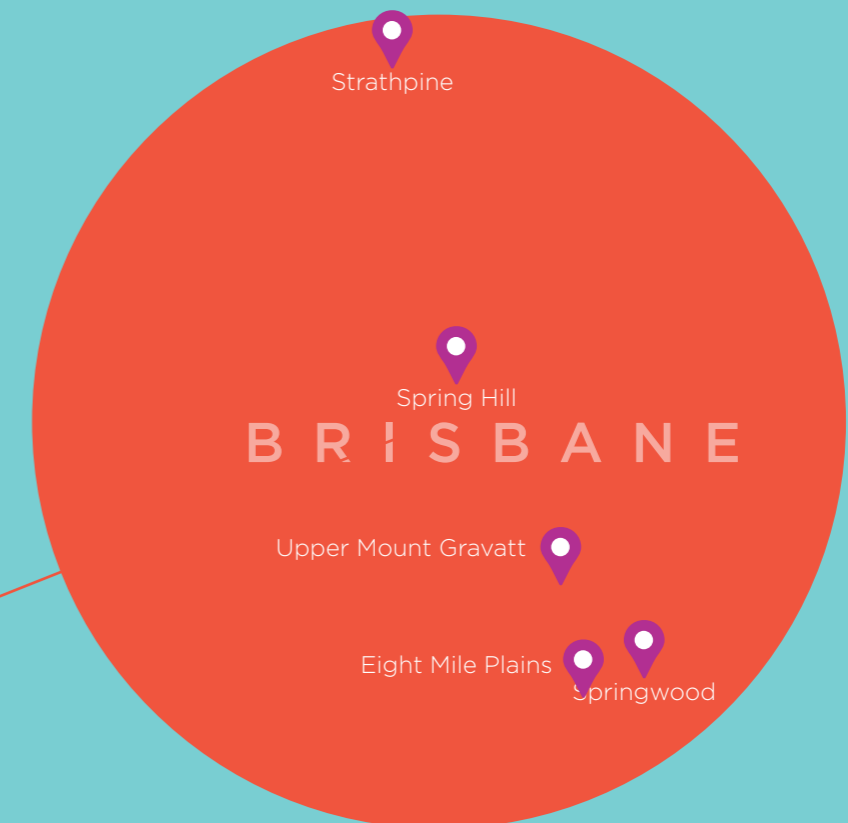 Strathpine
Spring Hill
BRISBANE
Upper Mount Gravatt
Eight Mile Plains
Springwood